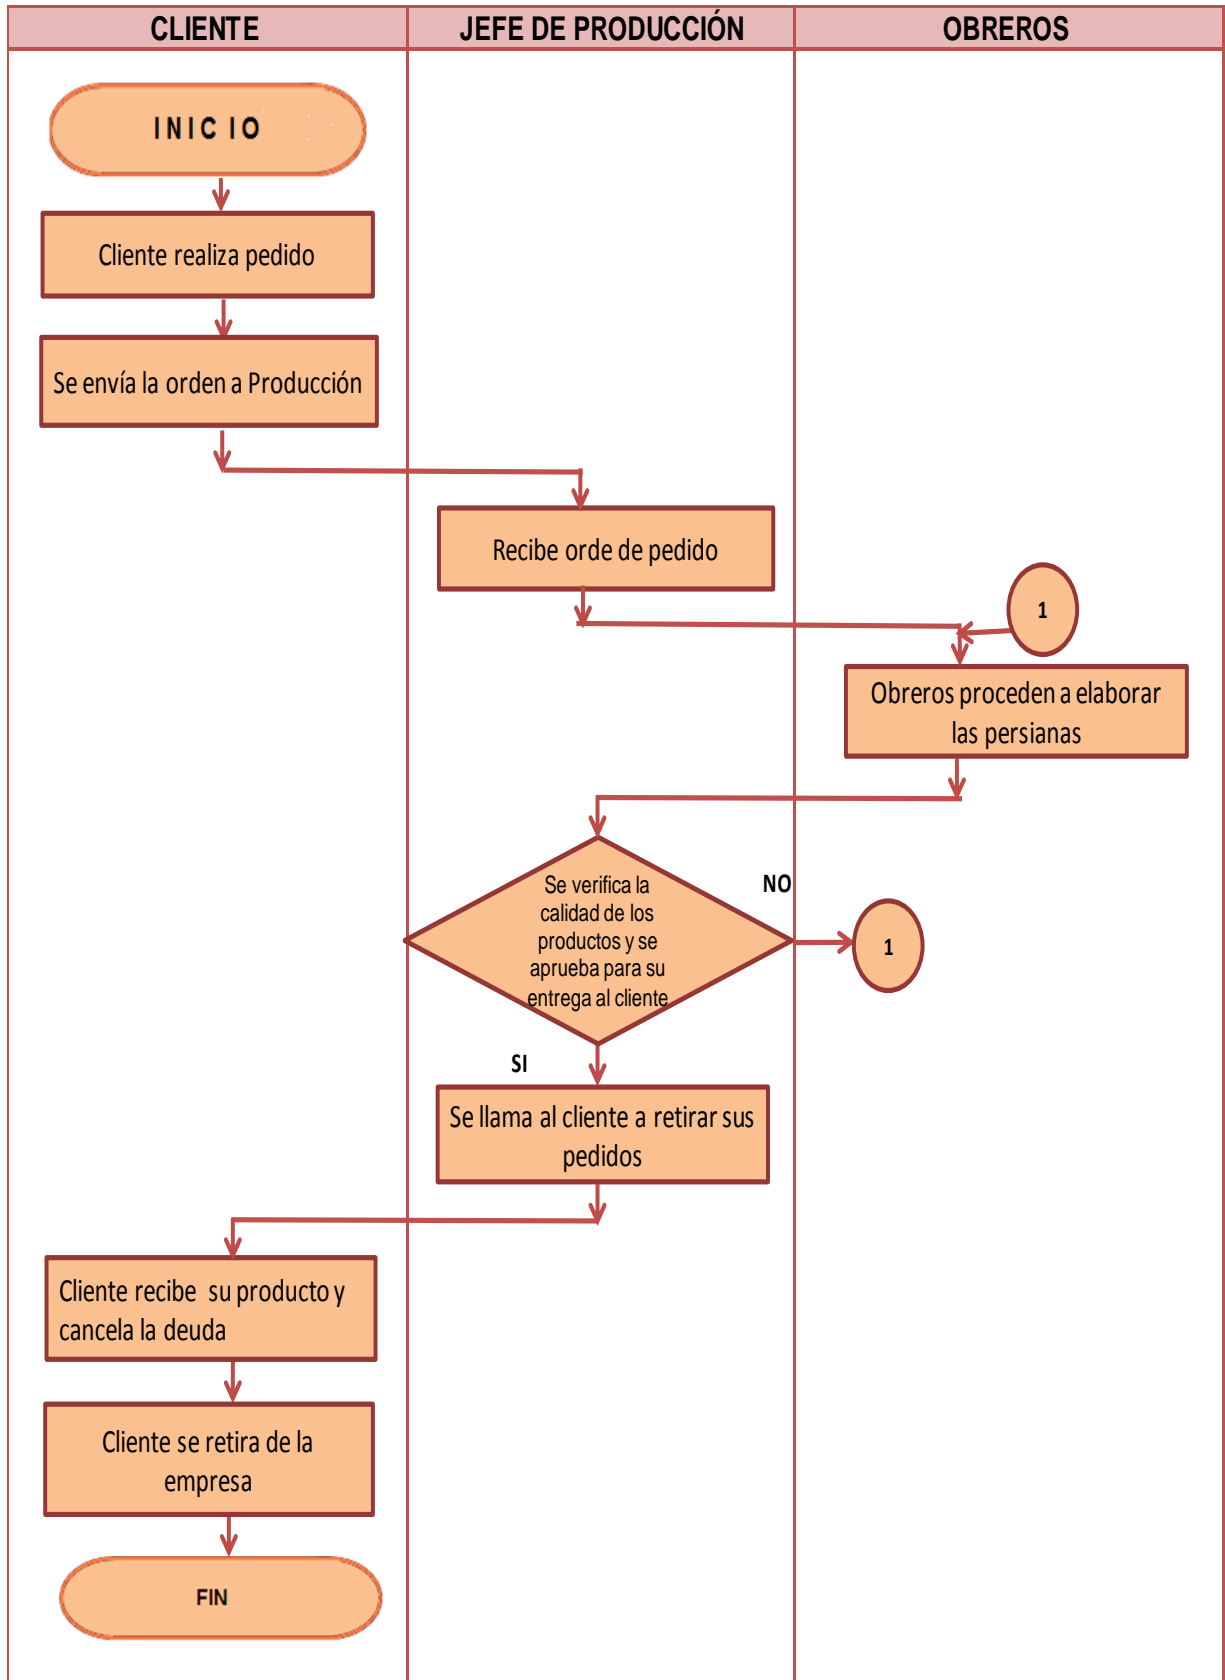 CLIENTE
JEFE DE PRODUCCIÓN
OBREROS
INICIO
Cliente realiza pedido
Se envía la orden a Producción
Recibe orde de pedido
1
Obreros proceden a elaborar
las persianas
Se verifica la
calidad de los
productos y se
aprueba para su
entrega al cliente
NO
1
SI
Se llama al cliente a retirar sus
pedidos
Cliente recibe su producto y
cancela la deuda
Cliente se retira de la
empresa
FIN